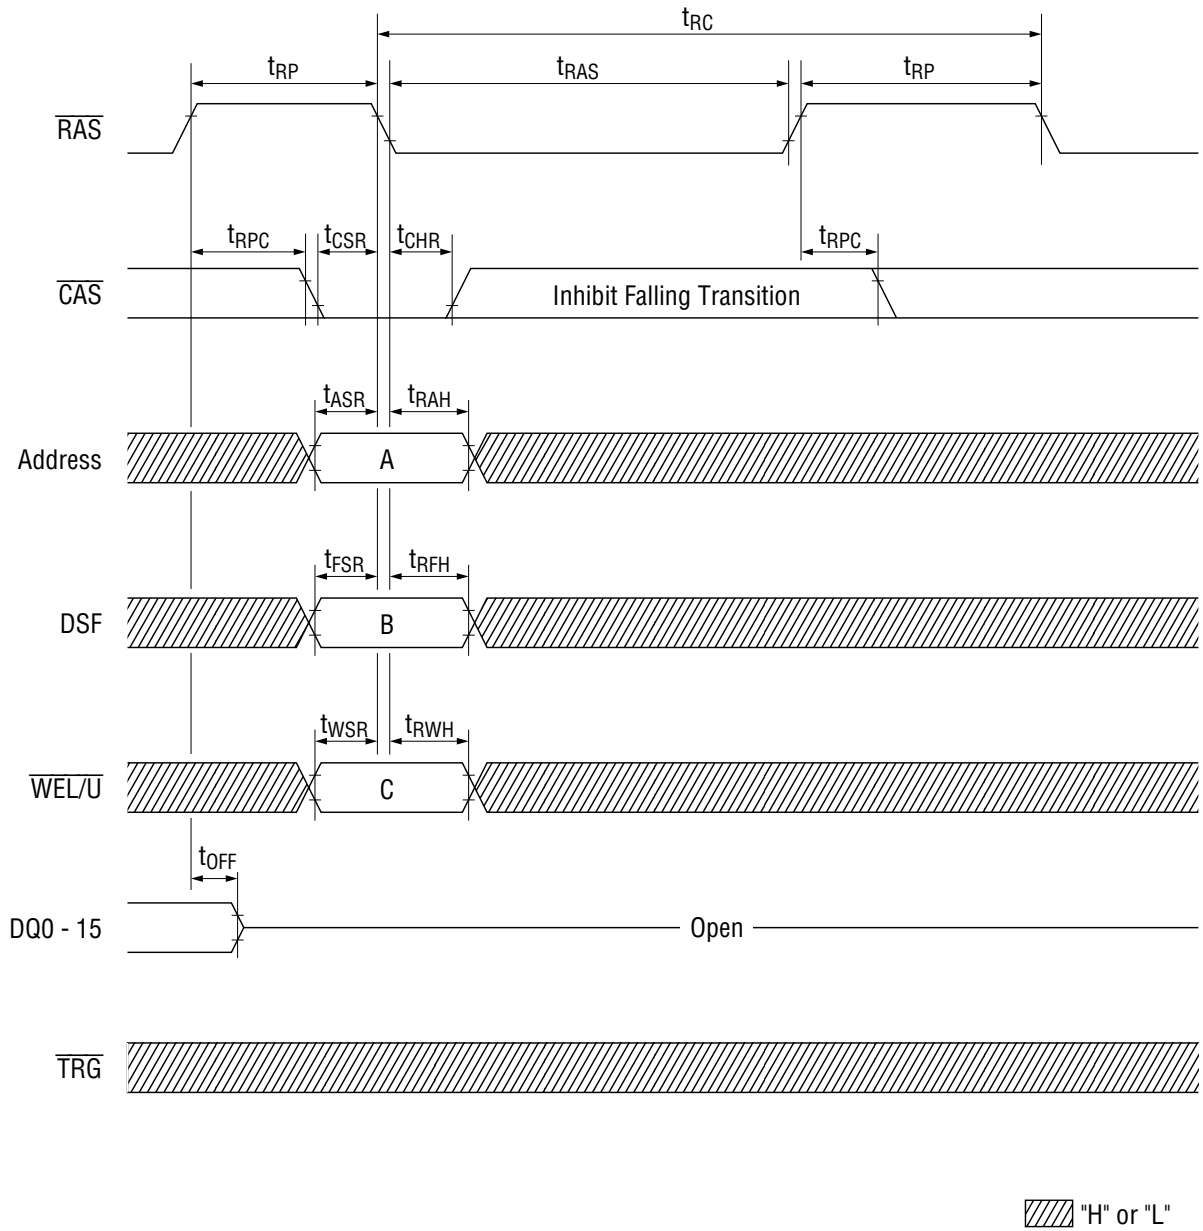 tRC
tRP tRAS tRP
RAS
tRPC tCSR tCHR tRPC
CAS Inhibit Falling Transition
tASR tRAH
Address A
tFSR tRFH
DSF B
tWSR tRWH
WEL/U C
tOFF
DQ0 - 15 Open
TRG
"H" or "L"